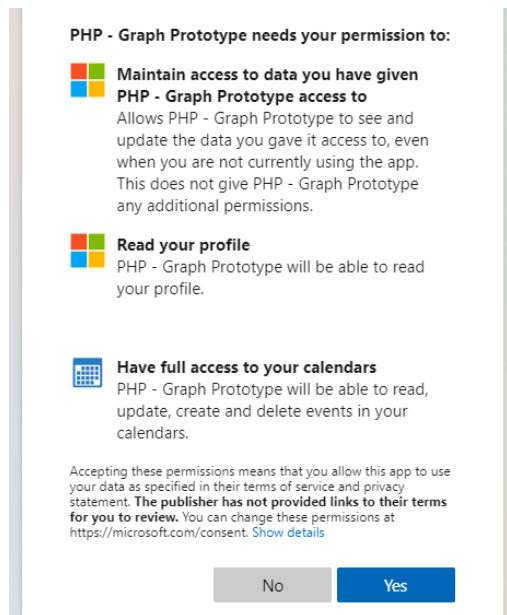 PHP - Graph Prototype needs your permission to:
Maintain access to data you have given
PHP - Graph Prototype access to
Allows PHP - Graph Prototype to see and
update the data you gave it access to, even
when you are not currently using the app.
This does not give PHP - Graph Prototype
any additional permissions.
Read your profile
PHP - Graph Prototype will be able to read
your profile.
Have full access to your calendars
PHP - Graph Prototype will be able to read,
update, create and delete events in your
calendars.
Accepting these permissions means that you allow this app to use
your data as specified in their terms of service and privacy
statement. The publisher has not provided links to their terms
for you to review. You can change these permissions at
https://microsoft.com/consent. Show details
No
Yes